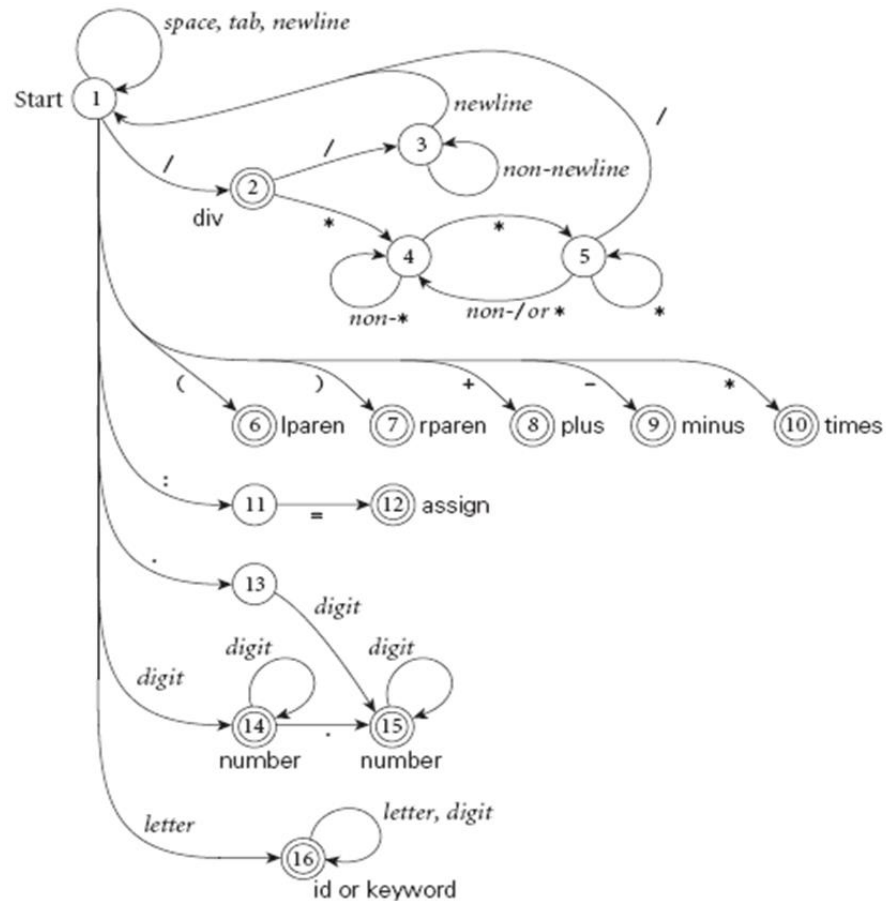 space, tab, newline
Start 1
newline
/
/
/
3
non-newline
2
div
*
*
4
5
non-*
non-/ or *
*
(
)
+
-
*
6 lparen
7 rparen
8 plus
9 minus
10 times
:
11
=
12 assign
.
13
digit
digit
digit
digit
14
.
15
number
number
letter
letter, digit
16
id or keyword